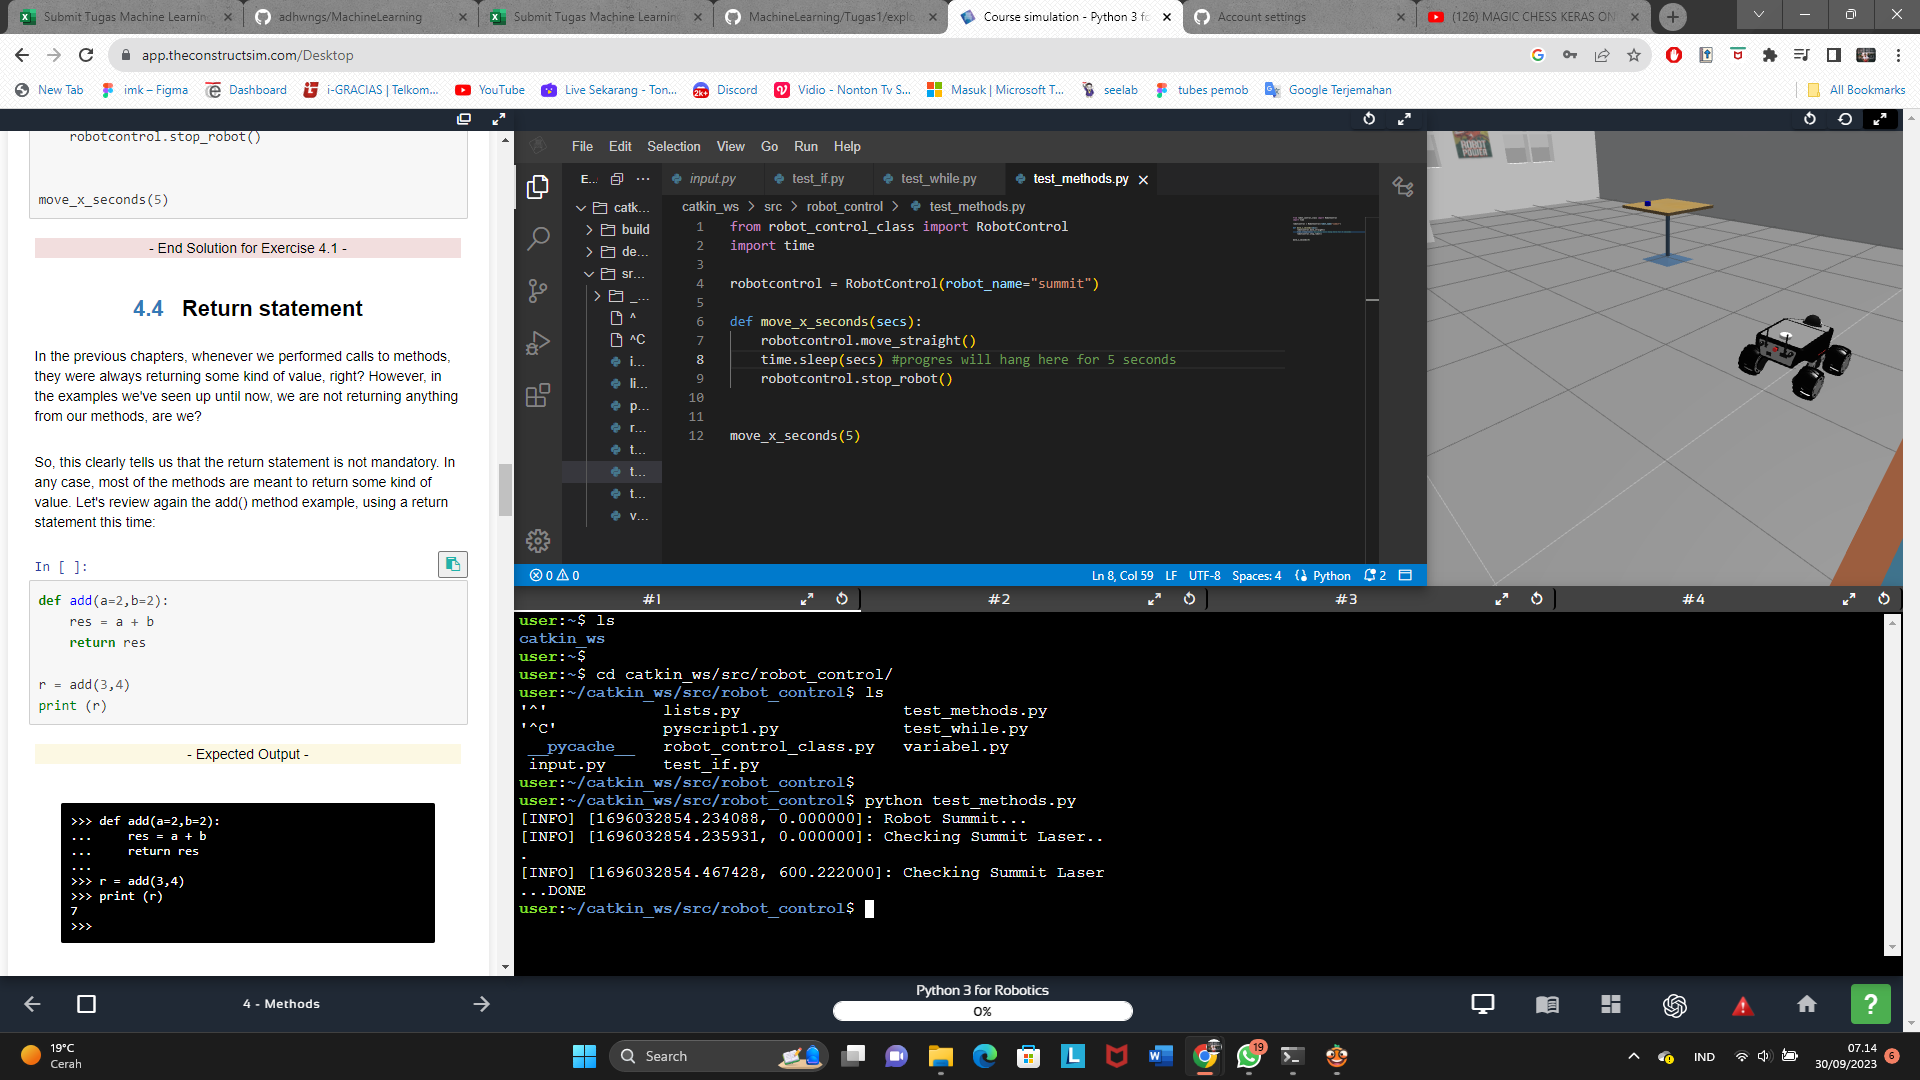 Submit Tugas Machine Learning
adhwngs/MachineLearning
Submit Tugas Machine Learnin
MachineLearning/Tugas1/explo
Course simulation - Python 3 fo
Account settings
(126) MAGIC CHESS KERAS ON
app.theconstructsim.com/Desktop
New Tab
imk – Figma
Dashboard
i-GRACIAS | Telkom...
YouTube
Live Sekarang - Ton...
Discord
Vidio - Nonton Tv S...
Masuk | Microsoft T...
seelab
tubes pemob
Google Terjemahan
All Bookmarks
robotcontrol.stop_robot()
move_x_seconds(5)
- End Solution for Exercise 4.1 -
4.4 Return statement
In the previous chapters, whenever we performed calls to methods,
they were always returning some kind of value, right? However, in
the examples we've seen up until now, we are not returning anything
from our methods, are we?
So, this clearly tells us that the return statement is not mandatory. In
any case, most of the methods are meant to return some kind of
value. Let's review again the add() method example, using a return
statement this time:
In [ ]:
def add(a=2,b=2):
    res = a + b
    return res
r = add(3,4)
print (r)
- Expected Output -
>>> def add(a=2,b=2):
...     res = a + b
...     return res
...
>>> r = add(3,4)
>>> print (r)
7
>>>
File Edit Selection View Go Run Help
E...
catk...
build
de...
sr...
_...
^
^C
i...
li...
p...
r...
t...
t...
t...
v...
input.py
test_if.py
test_while.py
test_methods.py
catkin_ws > src > robot_control > test_methods.py
1 from robot_control_class import RobotControl
2 import time
3
4 robotcontrol = RobotControl(robot_name="summit")
5
6 def move_x_seconds(secs):
7     robotcontrol.move_straight()
8     time.sleep(secs) #progres will hang here for 5 seconds
9     robotcontrol.stop_robot()
10
11
12 move_x_seconds(5)
0 0
Ln 8, Col 59 LF UTF-8 Spaces: 4 Python 2
ROBOT
POWER
#1
#2
#3
#4
user:~$ ls
catkin_ws
user:~$
user:~$ cd catkin_ws/src/robot_control/
user:~/catkin_ws/src/robot_control$ ls
'^' lists.py test_methods.py
'^C' pyscript1.py test_while.py
__pycache__ robot_control_class.py variabel.py
input.py test_if.py
user:~/catkin_ws/src/robot_control$
user:~/catkin_ws/src/robot_control$ python test_methods.py
[INFO] [1696032854.234088, 0.000000]: Robot Summit...
[INFO] [1696032854.235931, 0.000000]: Checking Summit Laser..
.
[INFO] [1696032854.467428, 600.222000]: Checking Summit Laser
...DONE
user:~/catkin_ws/src/robot_control$
4 - Methods
Python 3 for Robotics
0%
?
19°C
Cerah
Search
19
IND
07.14
30/09/2023
6